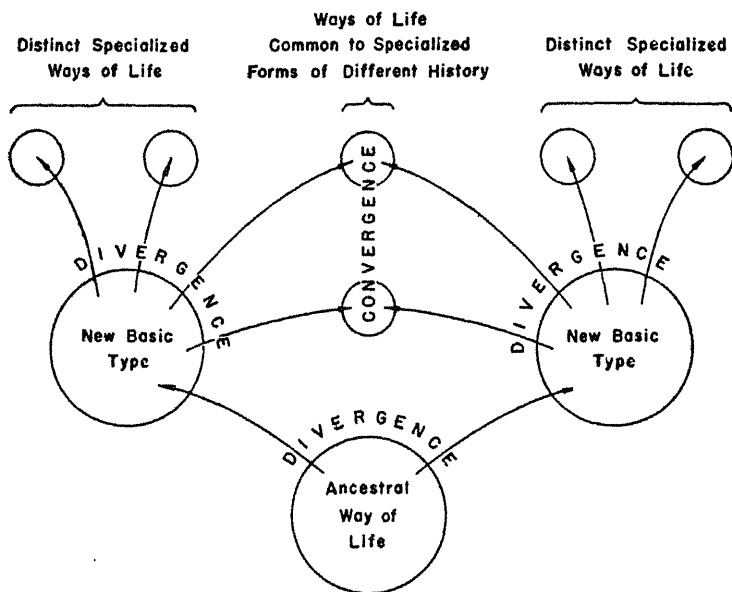 Distinct Specialized
Ways of Life
Ways of Life
Common to Specialized
Forms of Different History
Distinct Specialized
Ways of Life
DIVERGENCE
New Basic
Type
CONVERGENCE
DIVERGENCE
New Basic
Type
DIVERGENCE
Ancestral
Way of
Life